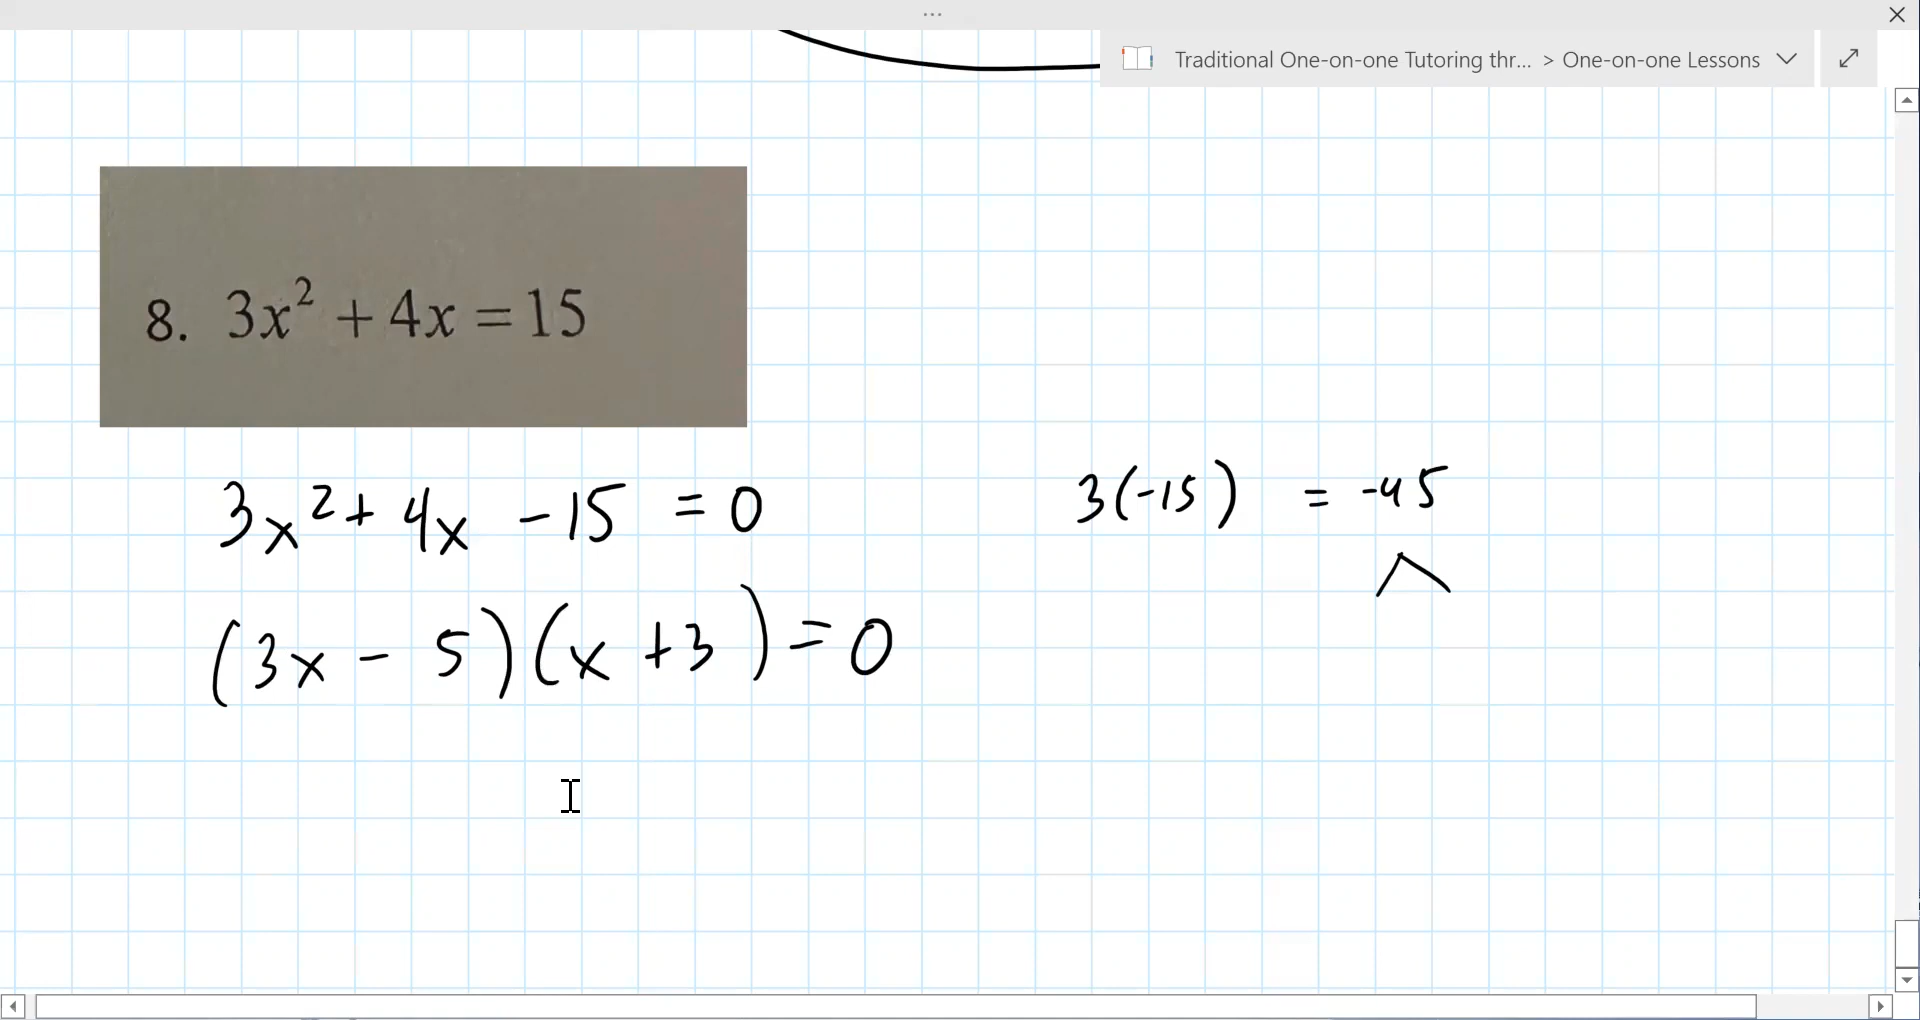 Traditional One-on-one Tutoring thr... > One-on-one Lessons
8. 3x² + 4x = 15
3x² + 4x - 15 = 0
3(-15) = -45
(3x - 5)(x + 3) = 0